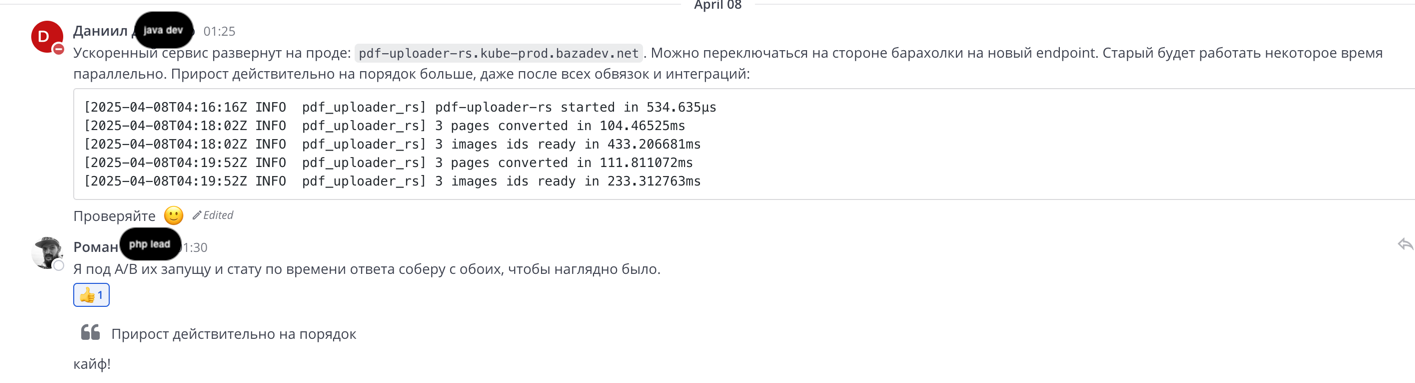 April 08
Даниил java dev 01:25
Ускоренный сервис развернут на проде: pdf-uploader-rs.kube-prod.bazadev.net. Можно переключаться на стороне барахолки на новый endpoint. Старый будет работать некоторое время
параллельно. Прирост действительно на порядок больше, даже после всех обвязок и интеграций:
[2025-04-08T04:16:16Z INFO  pdf_uploader_rs] pdf-uploader-rs started in 534.635µs
[2025-04-08T04:18:02Z INFO  pdf_uploader_rs] 3 pages converted in 104.46525ms
[2025-04-08T04:18:02Z INFO  pdf_uploader_rs] 3 images ids ready in 433.206681ms
[2025-04-08T04:19:52Z INFO  pdf_uploader_rs] 3 pages converted in 111.811072ms
[2025-04-08T04:19:52Z INFO  pdf_uploader_rs] 3 images ids ready in 233.312763ms
Проверяйте 🙂 Edited
Роман php lead 1:30
Я под A/B их запущу и стату по времени ответа соберу с обоих, чтобы наглядно было.
👍 1
Прирост действительно на порядок
кайф!